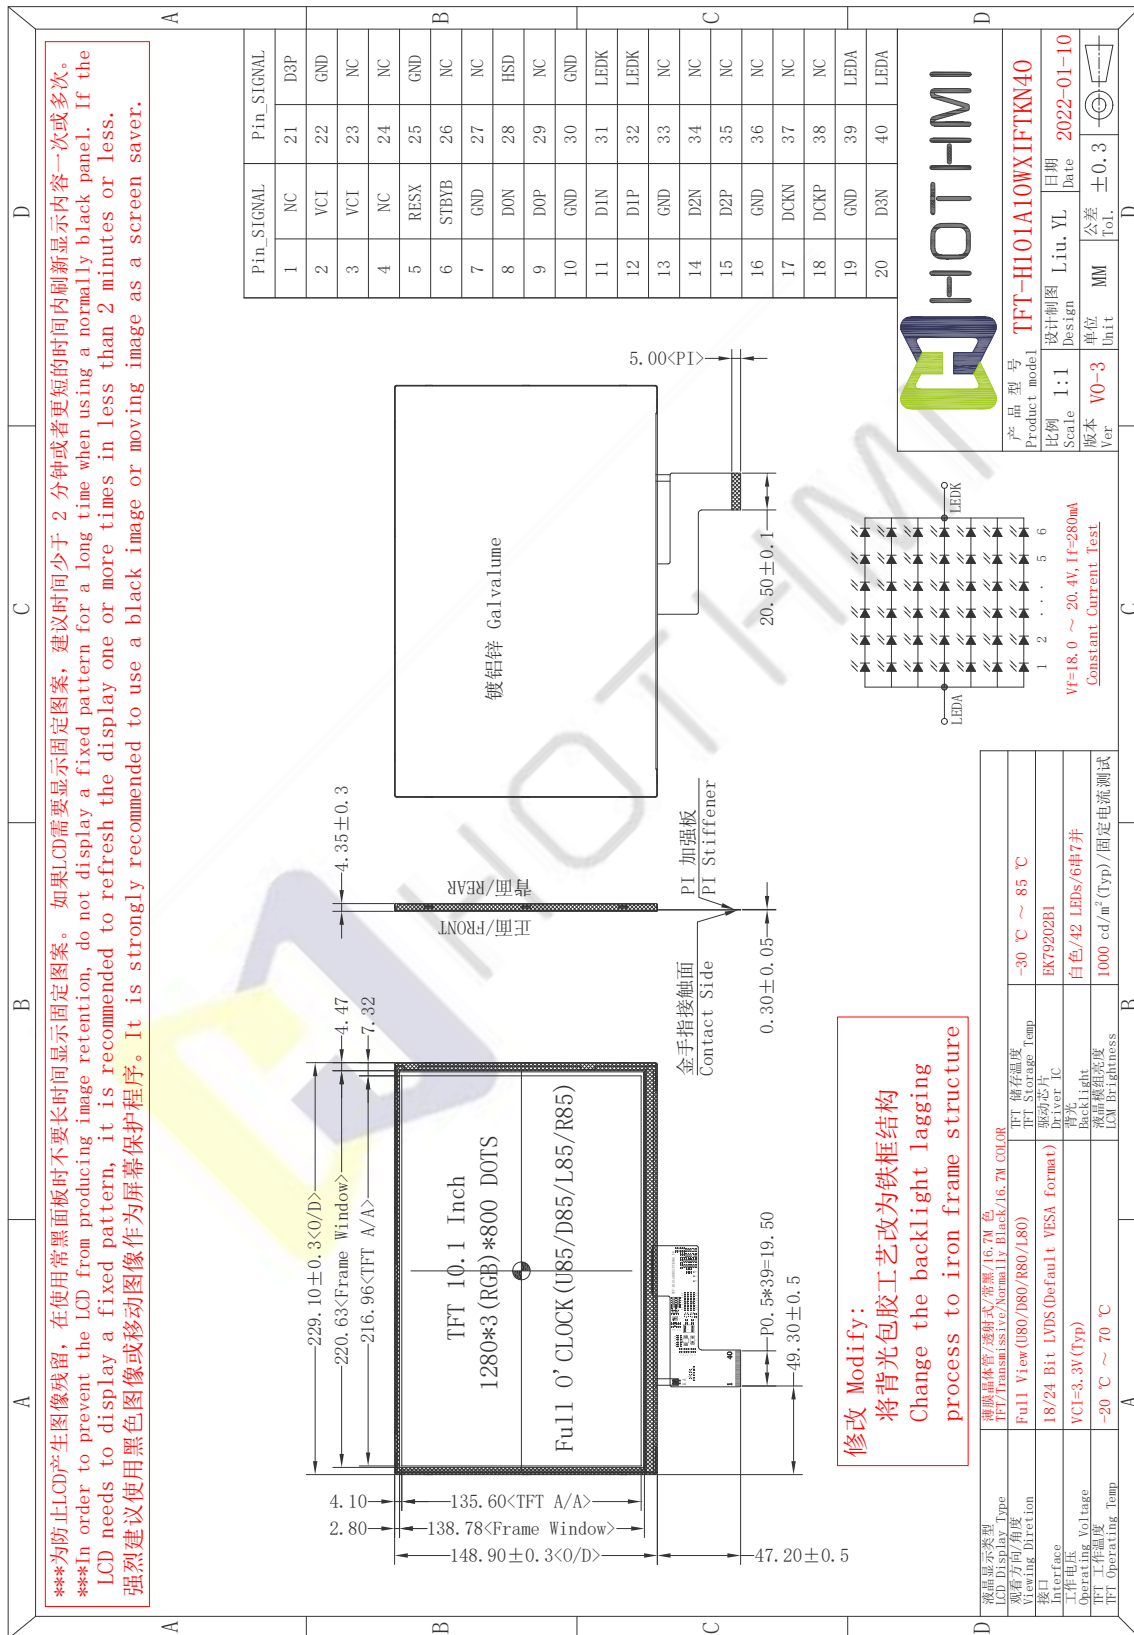 ***为防止LCD产生图像残留，在使用常黑面板时不要长时间显示固定图案。 如果LCD需要显示固定图案，建议时间少于 2 分钟或者更短的时间内刷新显示内容一次或多次。
***In order to prevent the LCD from producing image retention, do not display a fixed pattern for a long time when using a normally black panel. If the
LCD needs to display a fixed pattern, it is recommended to refresh the display one or more times in less than 2 minutes or less.
强烈建议使用黑色图像或移动图像作为屏幕保护程序。It is strongly recommended to use a black image or moving image as a screen saver.
A B C D
A B C D
A B C D
A B C D
229.10±0.3<O/D>
220.63<Frame Window>
216.96<TFT A/A>
4.47
7.32
4.10
2.80
135.60<TFT A/A>
138.78<Frame Window>
148.90±0.3<O/D>
47.20±0.5
TFT 10.1 Inch
1280*3(RGB)*800 DOTS
Full O'CLOCK(U85/D85/L85/R85)
1 40
P0.5*39=19.50
49.30±0.5
4.35±0.3
正面/FRONT
背面/REAR
金手指接触面
Contact Side
PI 加强板
PI Stiffener
0.30±0.05
镀铝锌 Galvalume
5.00<PI>
20.50±0.1
Pin_SIGNAL Pin_SIGNAL
1 NC 21 D3P
2 VCI 22 GND
3 VCI 23 NC
4 NC 24 NC
5 RESX 25 GND
6 STBYB 26 NC
7 GND 27 NC
8 D0N 28 HSD
9 D0P 29 NC
10 GND 30 GND
11 D1N 31 LEDK
12 D1P 32 LEDK
13 GND 33 NC
14 D2N 34 NC
15 D2P 35 NC
16 GND 36 NC
17 DCKN 37 NC
18 DCKP 38 NC
19 GND 39 LEDA
20 D3N 40 LEDA
修改 Modify:
将背光包胶工艺改为铁框结构
Change the backlight lagging
process to iron frame structure
LEDA
LEDK
1 2 ... 5 6
Vf=18.0 ～ 20.4V, If=280mA
Constant Current Test
液晶显示类型
LCD Display Type
薄膜晶体管/透射式/常黑/16.7M 色
TFT/Transmissive/Normally Black/16.7M COLOR
观看方向/角度
Viewing Diretion
Full View(U80/D80/R80/L80)
接口
Interface
18/24 Bit LVDS(Default VESA format)
工作电压
Operating Voltage
VCI=3.3V(Typ)
TFT 工作温度
TFT Operating Temp
-20 ℃ ～ 70 ℃
TFT 储存温度
TFT Storage Temp
-30 ℃ ～ 85 ℃
驱动芯片
Driver IC
EK79202B1
背光
Backlight
白色/42 LEDs/6串7并
液晶模组亮度
LCM Brightness
1000 cd/m²(Typ)/固定电流测试
HOTHMI
产 品 型 号
Product model
TFT-H101A10WXIFTKN40
比例
Scale
1:1
设计制图
Design
Liu.YL
日期
Date
2022-01-10
版本
Ver
V0-3
单位
Unit
MM
公差
Tol.
±0.3
HOTHMI